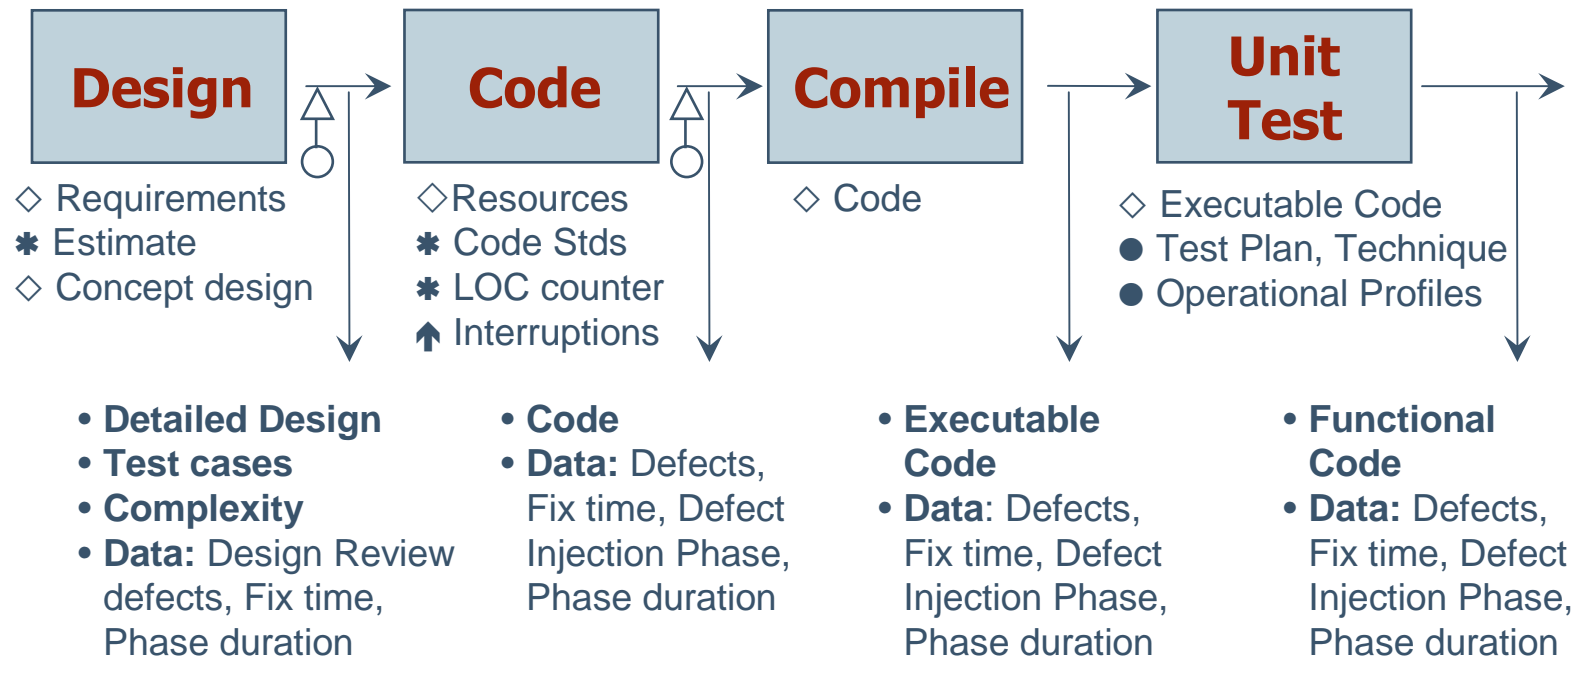 Design
Code
Compile
Unit
Test
◇ Requirements
✱ Estimate
◇ Concept design
◇Resources
✱ Code Stds
✱ LOC counter
🡅 Interruptions
◇ Code
◇ Executable Code
● Test Plan, Technique
● Operational Profiles
• Detailed Design
• Test cases
• Complexity
• Data: Design Review
defects, Fix time,
Phase duration
• Code
• Data: Defects,
Fix time, Defect
Injection Phase,
Phase duration
• Executable
Code
• Data: Defects,
Fix time, Defect
Injection Phase,
Phase duration
• Functional
Code
• Data: Defects,
Fix time, Defect
Injection Phase,
Phase duration